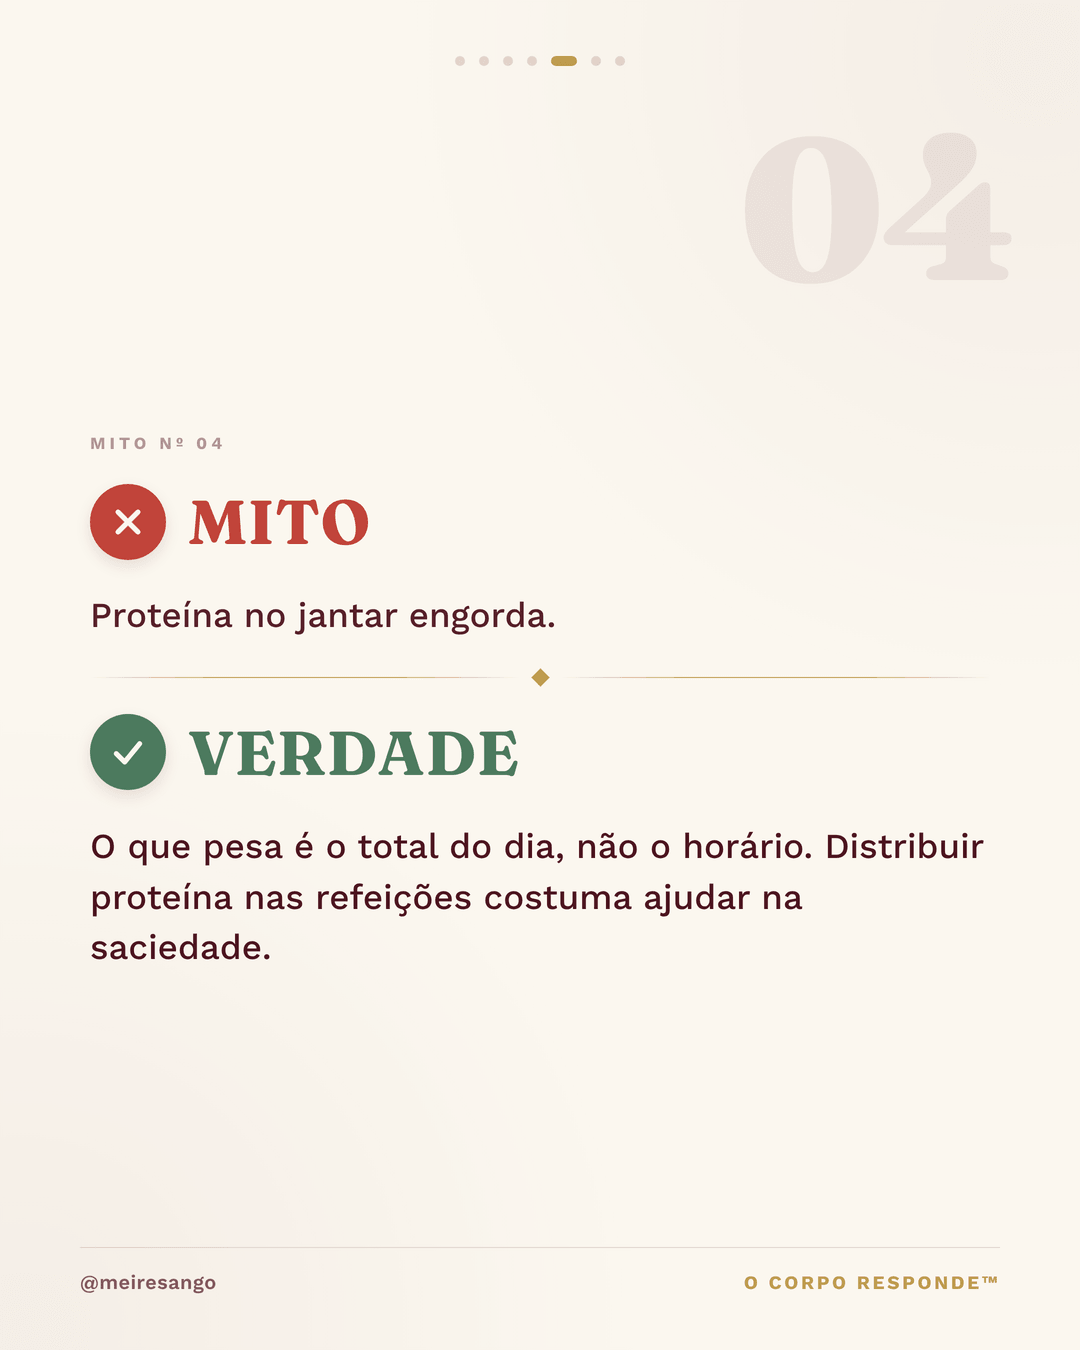 04
MITO Nº 04
MITO
Proteína no jantar engorda.
VERDADE
O que pesa é o total do dia, não o horário. Distribuir
proteína nas refeições costuma ajudar na
saciedade.
@meiresango
O CORPO RESPONDE™